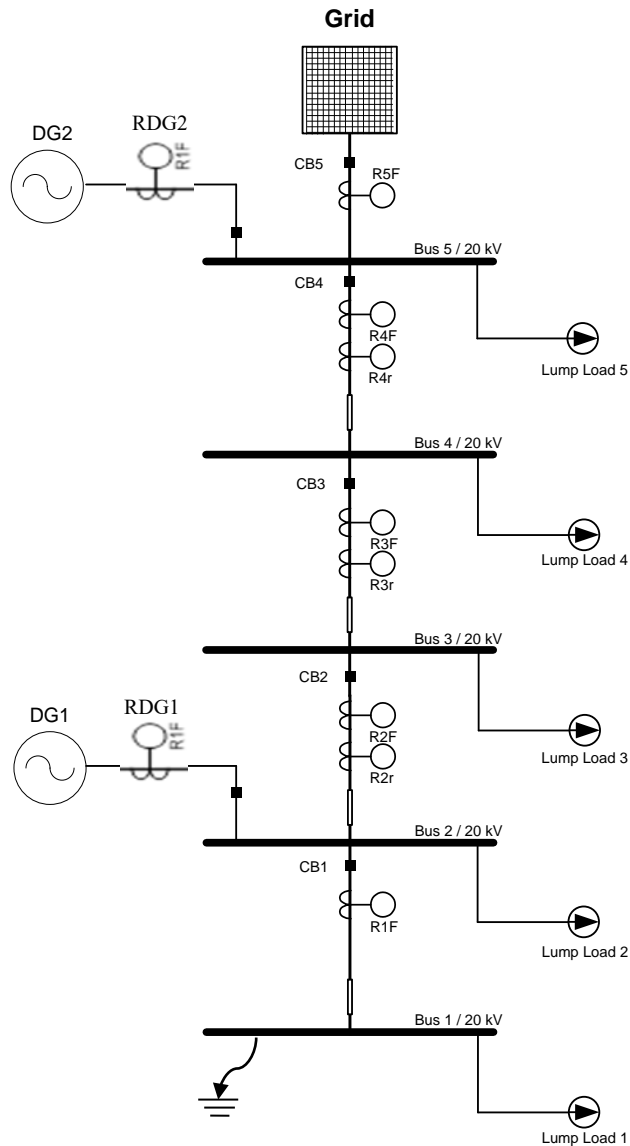 Grid
DG2
RDG2
R1F
CB5
R5F
Bus 5 / 20 kV
CB4
R4F
R4r
Lump Load 5
Bus 4 / 20 kV
CB3
R3F
R3r
Lump Load 4
Bus 3 / 20 kV
CB2
DG1
RDG1
R1F
R2F
R2r
Lump Load 3
Bus 2 / 20 kV
CB1
R1F
Lump Load 2
Bus 1 / 20 kV
Lump Load 1